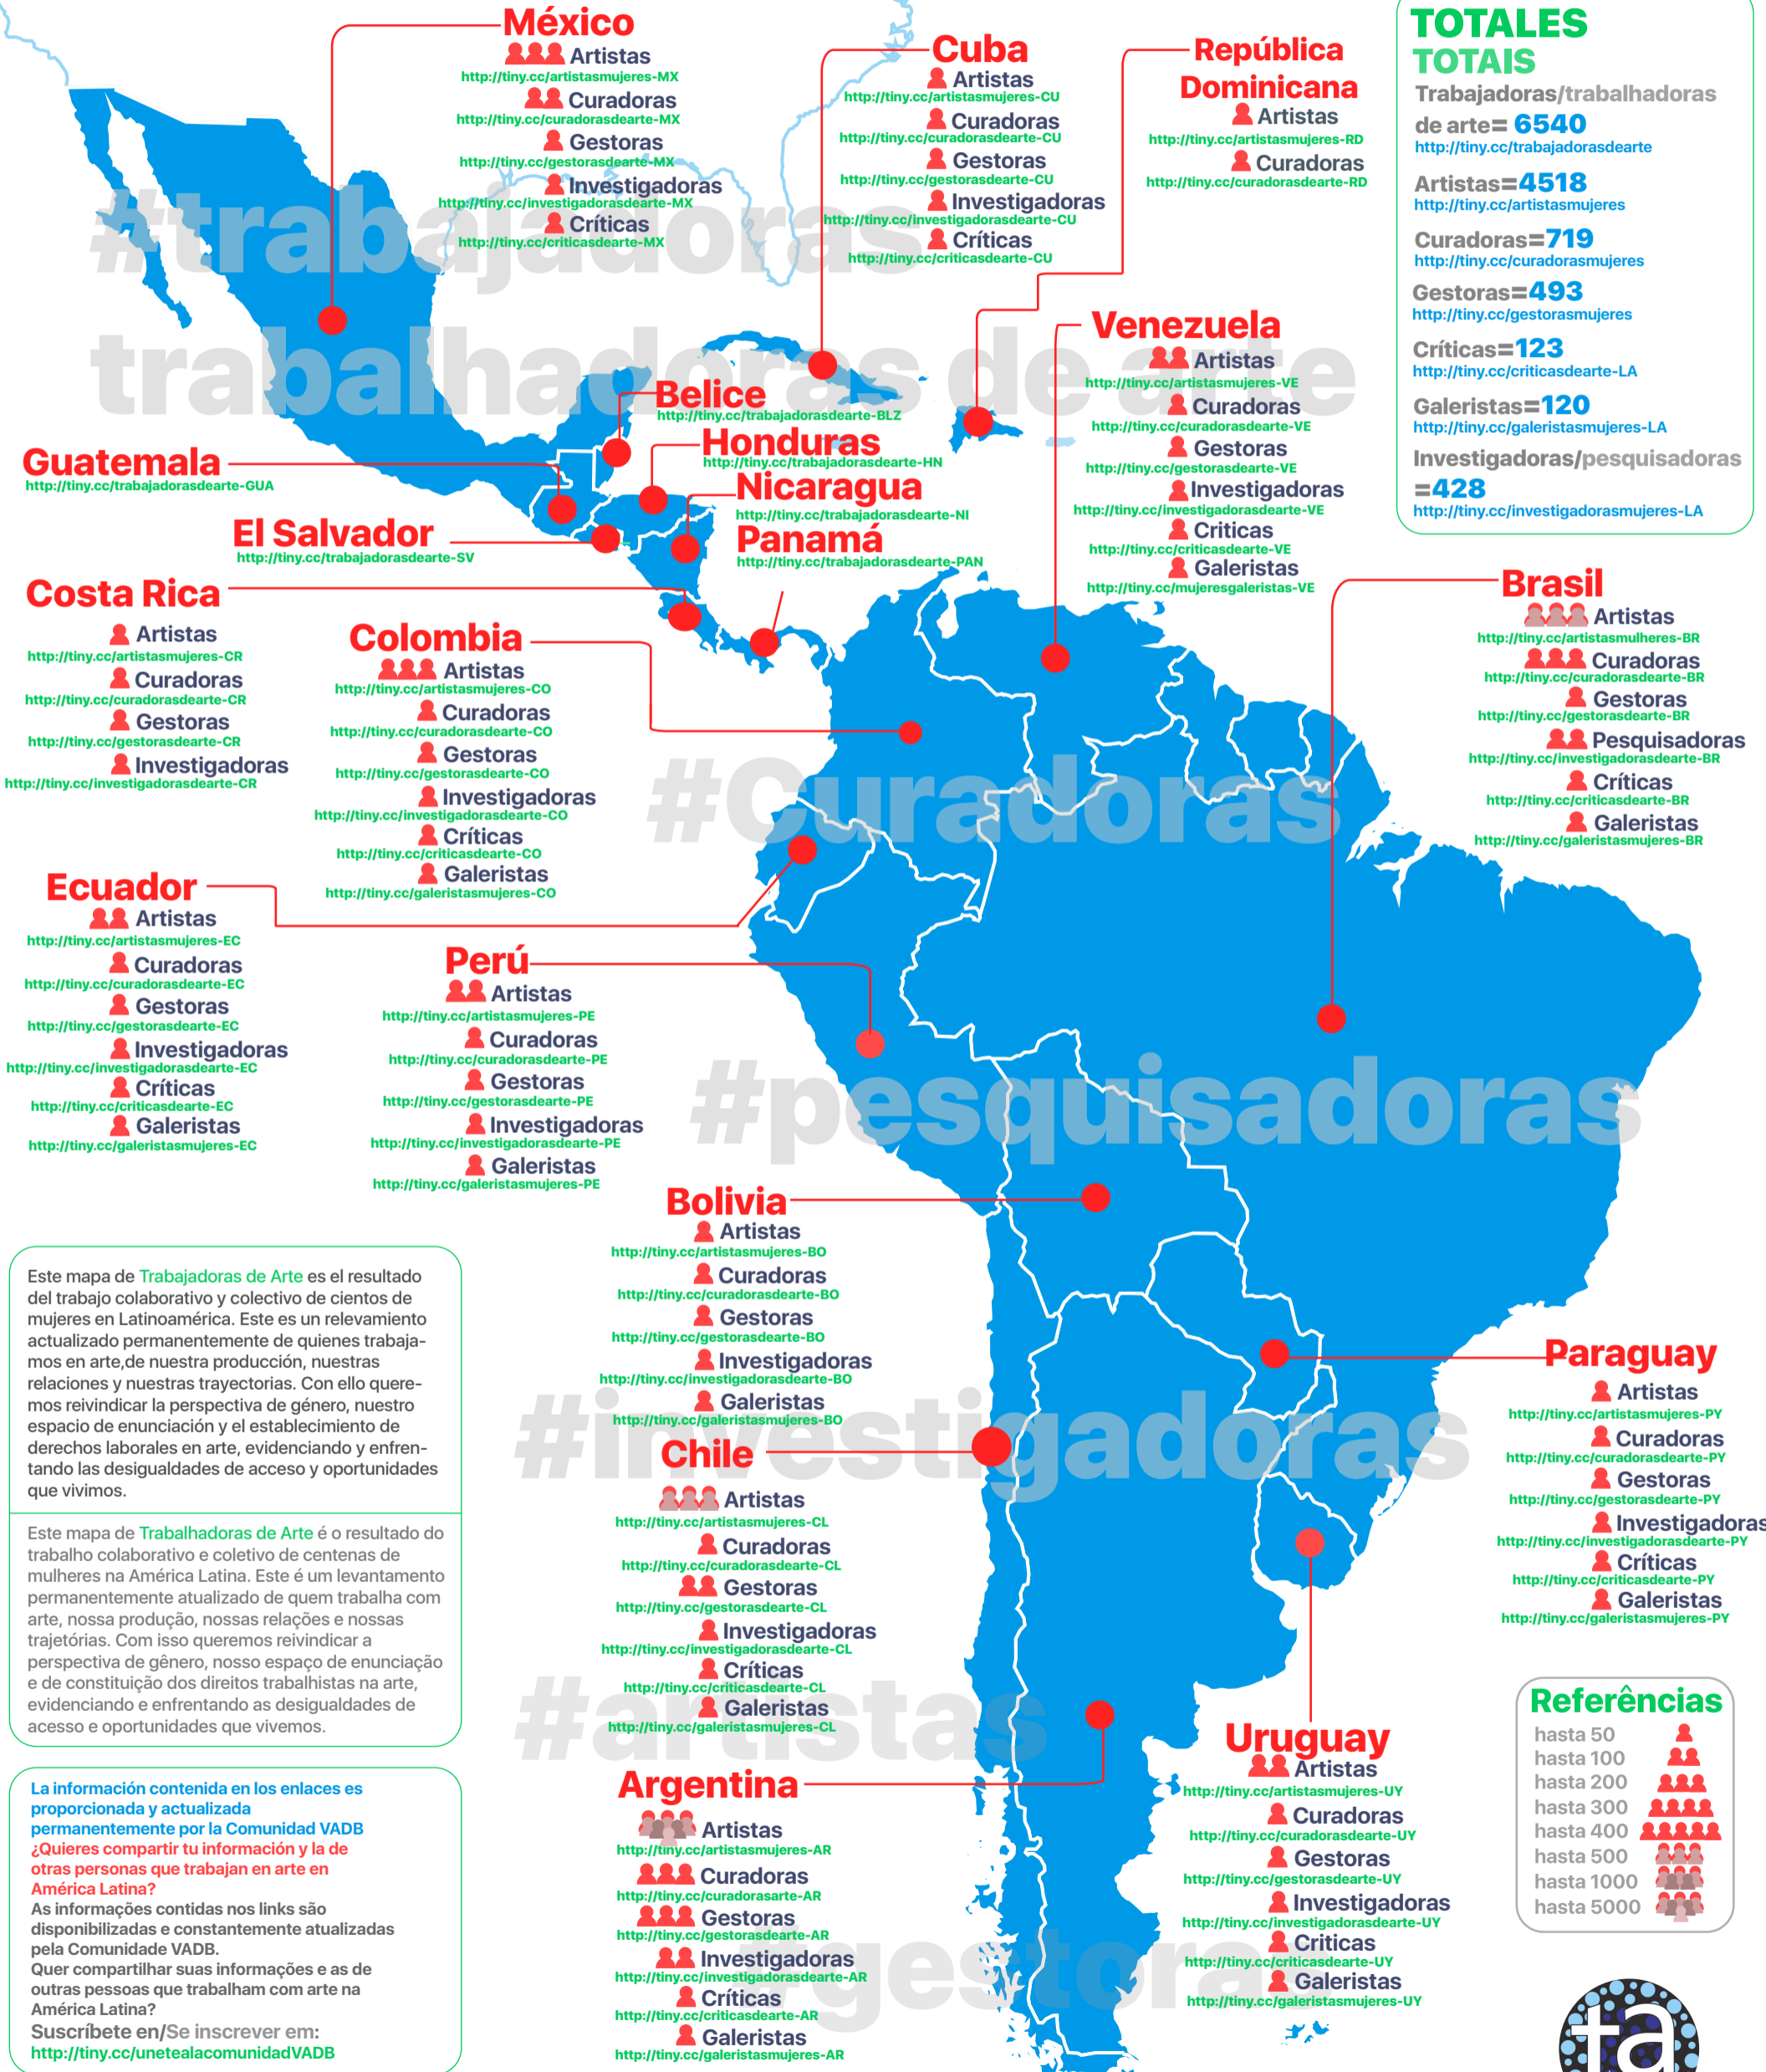 México
Artistas
http://tiny.cc/artistasmujeres-MX
Curadoras
http://tiny.cc/curadorasdearte-MX
Gestoras
http://tiny.cc/gestorasdearte-MX
Investigadoras
http://tiny.cc/investigadorasdearte-MX
Críticas
http://tiny.cc/criticasdearte-MX
Cuba
Artistas
http://tiny.cc/artistasmujeres-CU
Curadoras
http://tiny.cc/curadorasdearte-CU
Gestoras
http://tiny.cc/gestorasdearte-CU
Investigadoras
http://tiny.cc/investigadorasdearte-CU
Críticas
http://tiny.cc/criticasdearte-CU
República
Dominicana
Artistas
http://tiny.cc/artistasmujeres-RD
Curadoras
http://tiny.cc/curadorasdearte-RD
TOTALES
TOTAIS
Trabajadoras/trabalhadoras
de arte= 6540
http://tiny.cc/trabajadorasdearte
Artistas=4518
http://tiny.cc/artistasmujeres
Curadoras=719
http://tiny.cc/curadorasmujeres
Gestoras=493
http://tiny.cc/gestorasmujeres
Críticas=123
http://tiny.cc/criticasdearte-LA
Galeristas=120
http://tiny.cc/galeristasmujeres-LA
Investigadoras/pesquisadoras
=428
http://tiny.cc/investigadorasmujeres-LA
#trabajadoras
trabalhadoras de arte
Venezuela
Artistas
http://tiny.cc/artistasmujeres-VE
Curadoras
http://tiny.cc/curadorasdearte-VE
Gestoras
http://tiny.cc/gestorasdearte-VE
Investigadoras
http://tiny.cc/investigadorasdearte-VE
Criticas
http://tiny.cc/criticasdearte-VE
Galeristas
http://tiny.cc/mujeresgaleristas-VE
Belice
http://tiny.cc/trabajadorasdearte-BLZ
Honduras
http://tiny.cc/trabajadorasdearte-HN
Guatemala
http://tiny.cc/trabajadorasdearte-GUA
Nicaragua
http://tiny.cc/trabajadorasdearte-NI
El Salvador
http://tiny.cc/trabajadorasdearte-SV
Panamá
http://tiny.cc/trabajadorasdearte-PAN
Costa Rica
Artistas
http://tiny.cc/artistasmujeres-CR
Curadoras
http://tiny.cc/curadorasdearte-CR
Gestoras
http://tiny.cc/gestorasdearte-CR
Investigadoras
http://tiny.cc/investigadorasdearte-CR
Colombia
Artistas
http://tiny.cc/artistasmujeres-CO
Curadoras
http://tiny.cc/curadorasdearte-CO
Gestoras
http://tiny.cc/gestorasdearte-CO
Investigadoras
http://tiny.cc/investigadorasdearte-CO
Críticas
http://tiny.cc/criticasdearte-CO
Galeristas
http://tiny.cc/galeristasmujeres-CO
Brasil
Artistas
http://tiny.cc/artistasmulheres-BR
Curadoras
http://tiny.cc/curadorasdearte-BR
Gestoras
http://tiny.cc/gestorasdearte-BR
Pesquisadoras
http://tiny.cc/investigadorasdearte-BR
Críticas
http://tiny.cc/criticasdearte-BR
Galeristas
http://tiny.cc/galeristasmujeres-BR
#Curadoras
Ecuador
Artistas
http://tiny.cc/artistasmujeres-EC
Curadoras
http://tiny.cc/curadorasdearte-EC
Gestoras
http://tiny.cc/gestorasdearte-EC
Investigadoras
http://tiny.cc/investigadorasdearte-EC
Críticas
http://tiny.cc/criticasdearte-EC
Galeristas
http://tiny.cc/galeristasmujeres-EC
Perú
Artistas
http://tiny.cc/artistasmujeres-PE
Curadoras
http://tiny.cc/curadorasdearte-PE
Gestoras
http://tiny.cc/gestorasdearte-PE
Investigadoras
http://tiny.cc/investigadorasdearte-PE
Galeristas
http://tiny.cc/galeristasmujeres-PE
#pesquisadoras
Bolivia
Artistas
http://tiny.cc/artistasmujeres-BO
Curadoras
http://tiny.cc/curadorasdearte-BO
Gestoras
http://tiny.cc/gestorasdearte-BO
Investigadoras
http://tiny.cc/investigadorasdearte-BO
Galeristas
http://tiny.cc/galeristasmujeres-BO
#investigadoras
Paraguay
Artistas
http://tiny.cc/artistasmujeres-PY
Curadoras
http://tiny.cc/curadorasdearte-PY
Gestoras
http://tiny.cc/gestorasdearte-PY
Investigadoras
http://tiny.cc/investigadorasdearte-PY
Críticas
http://tiny.cc/criticasdearte-PY
Galeristas
http://tiny.cc/galeristasmujeres-PY
Chile
Artistas
http://tiny.cc/artistasmujeres-CL
Curadoras
http://tiny.cc/curadorasdearte-CL
Gestoras
http://tiny.cc/gestorasdearte-CL
Investigadoras
http://tiny.cc/investigadorasdearte-CL
Críticas
http://tiny.cc/criticasdearte-CL
Galeristas
http://tiny.cc/galeristasmujeres-CL
#artistas
Este mapa de Trabajadoras de Arte es el resultado
del trabajo colaborativo y colectivo de cientos de
mujeres en Latinoamérica. Este es un relevamiento
actualizado permanentemente de quienes trabaja-
mos en arte,de nuestra producción, nuestras
relaciones y nuestras trayectorias. Con ello quere-
mos reivindicar la perspectiva de género, nuestro
espacio de enunciación y el establecimiento de
derechos laborales en arte, evidenciando y enfren-
tando las desigualdades de acceso y oportunidades
que vivimos.
Este mapa de Trabalhadoras de Arte é o resultado do
trabalho colaborativo e coletivo de centenas de
mulheres na América Latina. Este é um levantamento
permanentemente atualizado de quem trabalha com
arte, nossa produção, nossas relações e nossas
trajetórias. Com isso queremos reivindicar a
perspectiva de gênero, nosso espaço de enunciação
e de constituição dos direitos trabalhistas na arte,
evidenciando e enfrentando as desigualdades de
acesso e oportunidades que vivemos.
La información contenida en los enlaces es
proporcionada y actualizada
permanentemente por la Comunidad VADB
¿Quieres compartir tu información y la de
otras personas que trabajan en arte en
América Latina?
As informações contidas nos links são
disponibilizadas e constantemente atualizadas
pela Comunidade VADB.
Quer compartilhar suas informações e as de
outras pessoas que trabalham com arte na
América Latina?
Suscríbete en/Se inscrever em:
http://tiny.cc/unetealacomunidadVADB
Argentina
Artistas
http://tiny.cc/artistasmujeres-AR
Curadoras
http://tiny.cc/curadorasarte-AR
Gestoras
http://tiny.cc/gestorasdearte-AR
Investigadoras
http://tiny.cc/investigadorasdearte-AR
Críticas
http://tiny.cc/criticasdearte-AR
Galeristas
http://tiny.cc/galeristasmujeres-AR
#gestoras
Uruguay
Artistas
http://tiny.cc/artistasmujeres-UY
Curadoras
http://tiny.cc/curadorasdearte-UY
Gestoras
http://tiny.cc/gestorasdearte-UY
Investigadoras
http://tiny.cc/investigadorasdearte-UY
Criticas
http://tiny.cc/criticasdearte-UY
Galeristas
http://tiny.cc/galeristasmujeres-UY
Referências
hasta 50
hasta 100
hasta 200
hasta 300
hasta 400
hasta 500
hasta 1000
hasta 5000
ta